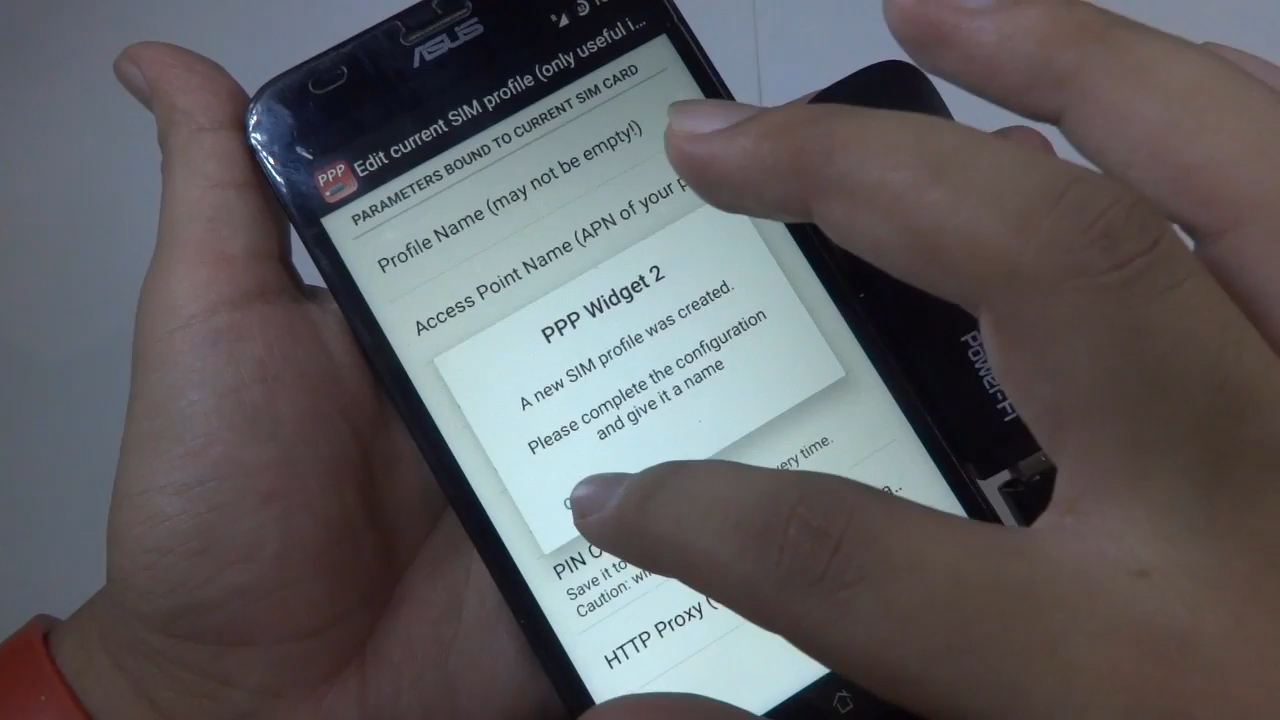 ASUS
PPP
Edit current SIM profile (only useful i...
PARAMETERS BOUND TO CURRENT SIM CARD
Profile Name (may not be empty!)
Access Point Name (APN of your
PPP Widget 2
A new SIM profile was created.
Please complete the configuration
and give it a name
very time.
PIN
Save it to
Caution:
HTTP Proxy (
Power-Fi